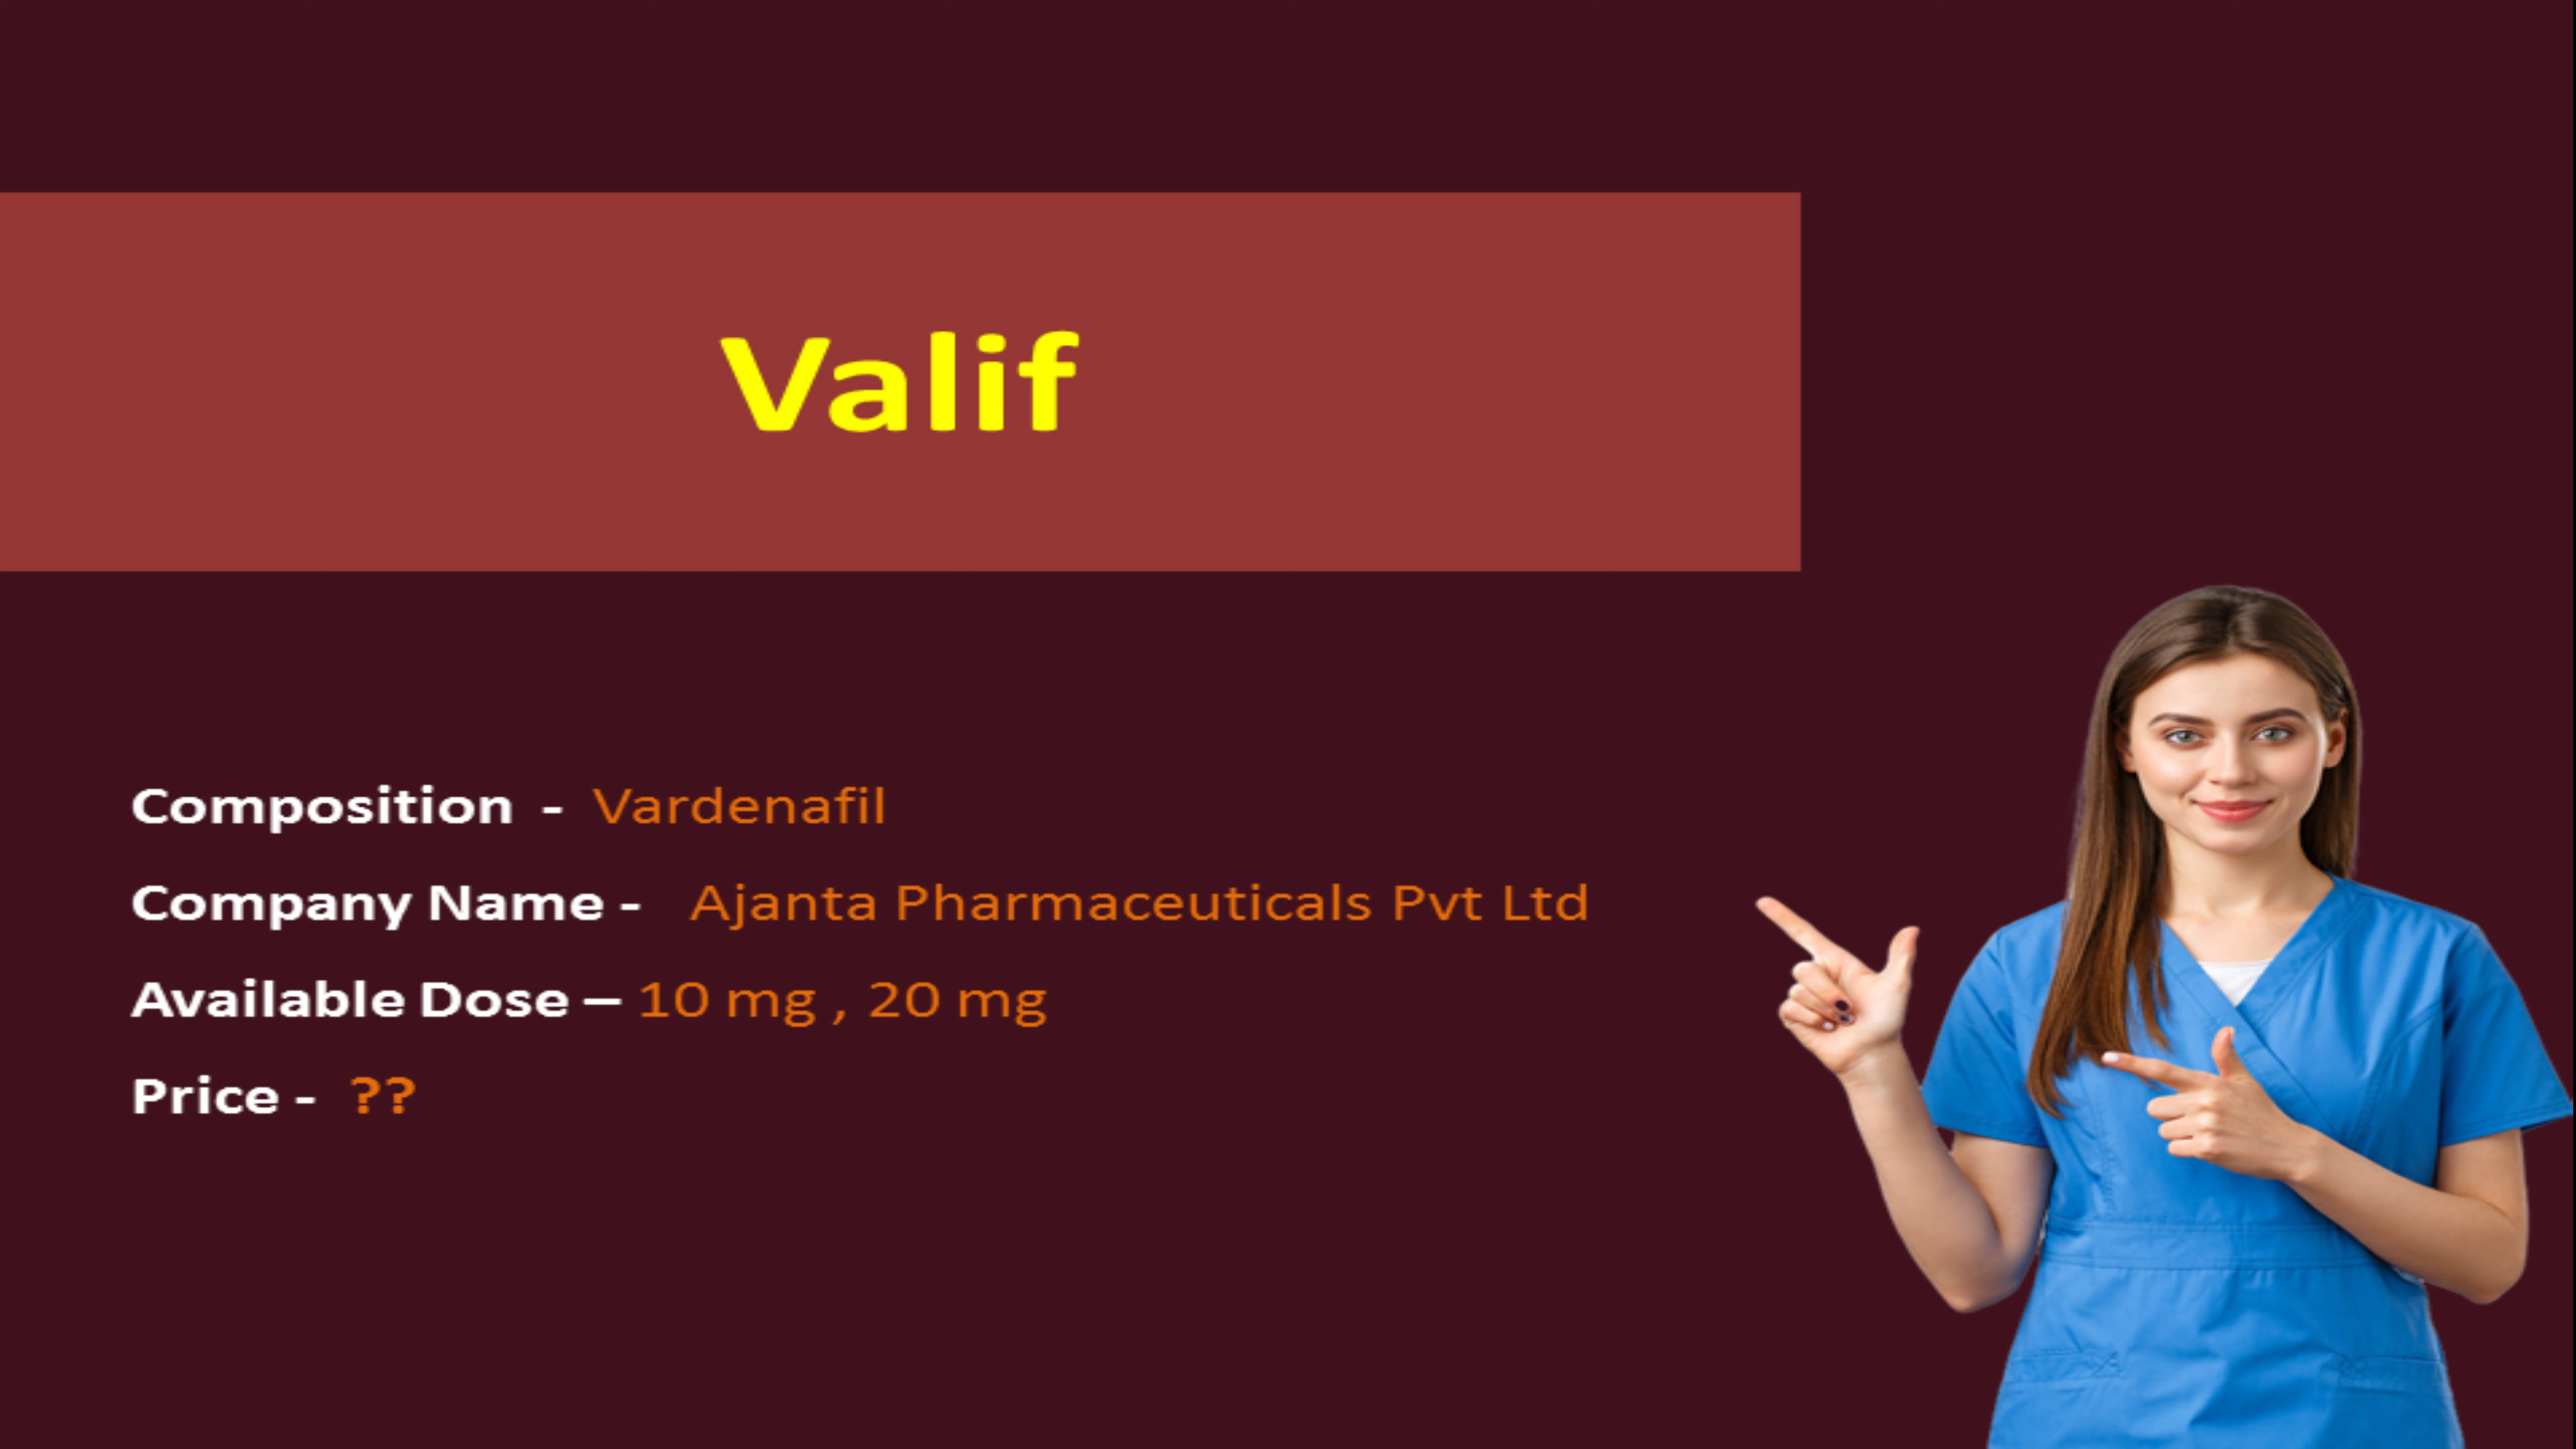 Valif
Composition - Vardenafil
Company Name - Ajanta Pharmaceuticals Pvt Ltd
Available Dose – 10 mg , 20 mg
Price - ??